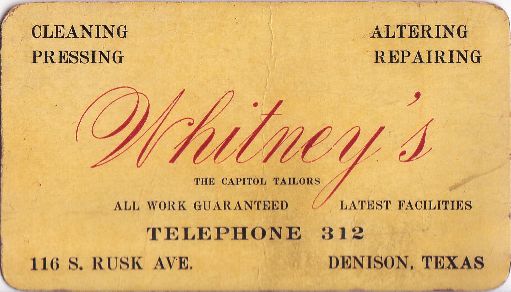 CLEANING ALTERING
PRESSING REPAIRING
Whitney's
THE CAPITOL TAILORS
ALL WORK GUARANTEED LATEST FACILITIES
TELEPHONE 312
116 S. RUSK AVE. DENISON, TEXAS